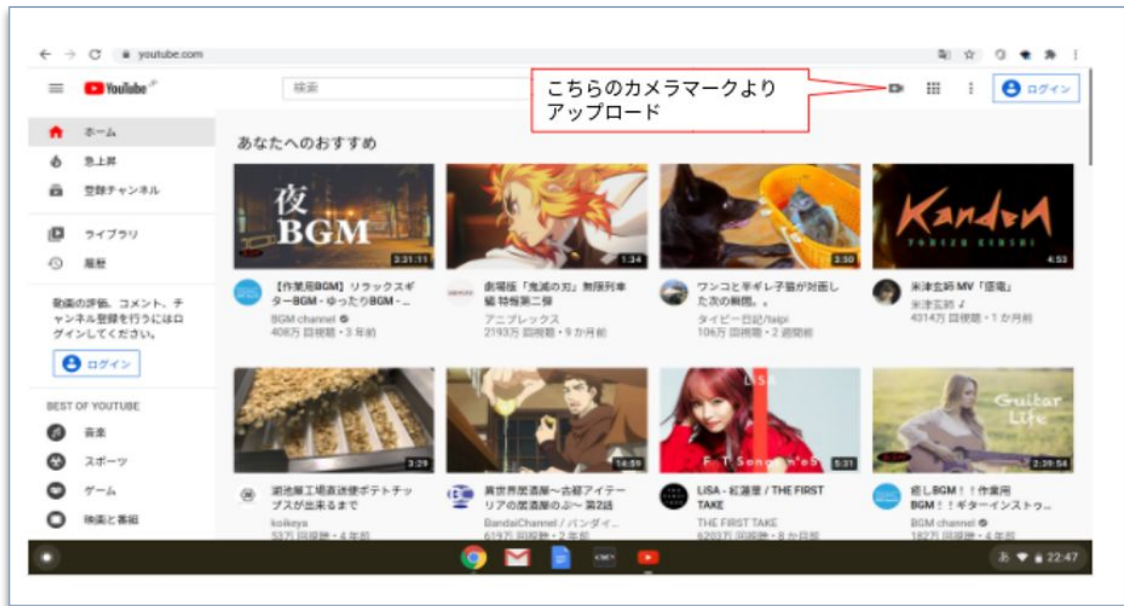 youtube.com
YouTube JP
検索
こちらのカメラマークより
アップロード
ログイン
ホーム
急上昇
登録チャンネル
ライブラリ
履歴
動画の評価、コメント、チ
ャンネル登録を行うにはロ
グインしてください。
ログイン
BEST OF YOUTUBE
音楽
スポーツ
ゲーム
映画と番組
あなたへのおすすめ
夜
BGM
3:31:11
【作業用BGM】リラックスギ
ターBGM - ゆったりBGM - ...
BGM channel
408万 回視聴・3 年前
1:34
劇場版「鬼滅の刃」無限列車
編 特報第二弾
アニプレックス
2193万 回視聴・9 か月前
3:50
ワンコと半ギレ子猫が対面し
た次の瞬間。。
タイピー日記/taipi
106万 回視聴・2 週間前
KandeN
YONEZU KENSHI
4:53
米津玄師 MV「感電」
米津玄師
4314万 回視聴・1 か月前
3:29
湖池屋工場直送便ポテトチッ
プスが出来るまで
koikeya
53万 回視聴・4 年前
14:59
異世界居酒屋～古都アイテー
リアの居酒屋のぶ～ 第2話
BandaiChannel / バンダイ...
619万 回視聴・2 年前
LiSA
5:31
LiSA - 紅蓮華 / THE FIRST
TAKE
THE FIRST TAKE
6203万 回視聴・8 か月前
Guitar
Life
2:39:54
癒しBGM！！作業用
BGM！！ギターインストゥ...
BGM channel
182万 回視聴・4 年前
あ
22:47